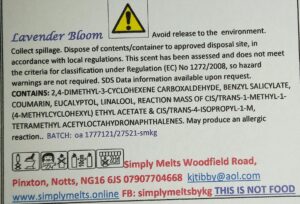 Lavender Bloom Avoid release to the environment.
Collect spillage. Dispose of contents/container to approved disposal site, in
accordance with local regulations. This scent has been assessed and does not meet
the criteria for classification under Regulation (EC) No 1272/2008, so hazard
warnings are not required. SDS Data information available upon request.
CONTAINS: 2,4-DIMETHYL-3-CYCLOHEXENE CARBOXALDEHYDE, BENZYL SALICYLATE,
COUMARIN, EUCALYPTOL, LINALOOL, REACTION MASS OF CIS/TRANS-1-METHYL-1-
(4-METHYLCYCLOHEXYL) ETHYL ACETATE & CIS/TRANS-4-ISOPROPYL-1-M,
TETRAMETHYL ACETYLOCTAHYDRONAPHTHALENES. May produce an allergic
reaction.. BATCH: oa 1777121/27521-smkg
Simply Melts Woodfield Road,
Pinxton, Notts, NG16 6JS 07907704668 kjtibby@aol.com
www.simplymelts.online FB: simplymeltsbykg THIS IS NOT FOOD